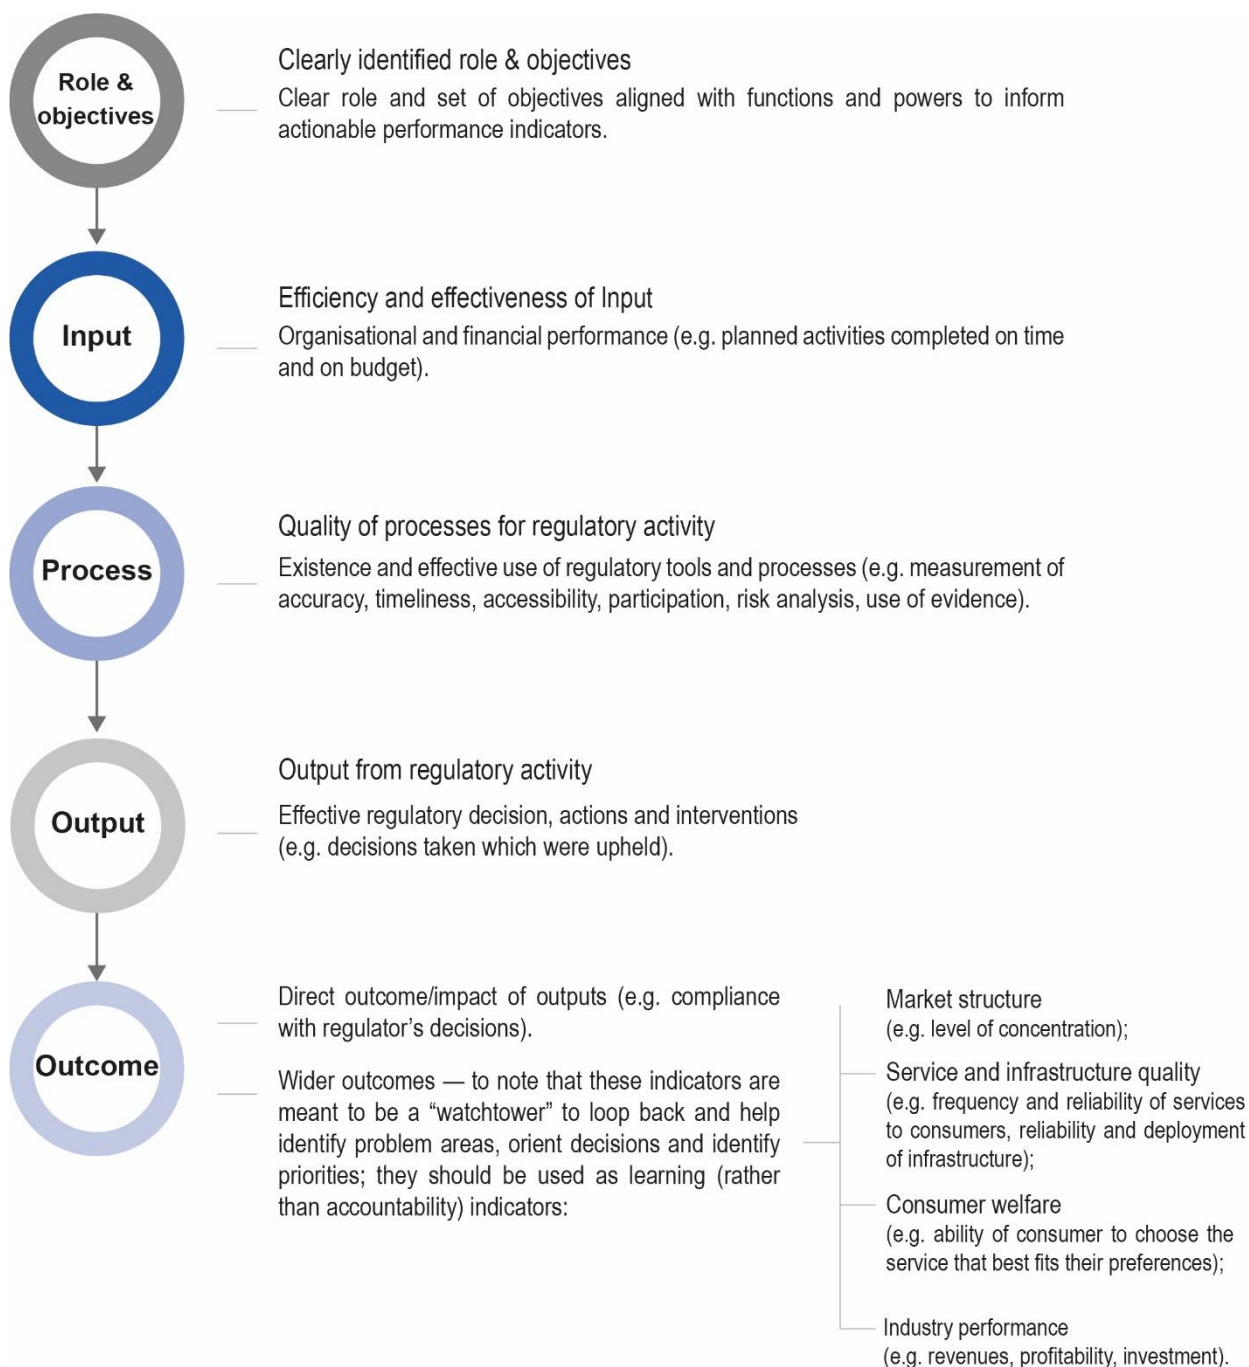 Role &
objectives
Clearly identified role & objectives
Clear role and set of objectives aligned with functions and powers to inform
actionable performance indicators.
Input
Efficiency and effectiveness of Input
Organisational and financial performance (e.g. planned activities completed on time
and on budget).
Process
Quality of processes for regulatory activity
Existence and effective use of regulatory tools and processes (e.g. measurement of
accuracy, timeliness, accessibility, participation, risk analysis, use of evidence).
Output
Output from regulatory activity
Effective regulatory decision, actions and interventions
(e.g. decisions taken which were upheld).
Outcome
Direct outcome/impact of outputs (e.g. compliance
with regulator’s decisions).
Wider outcomes — to note that these indicators are
meant to be a “watchtower” to loop back and help
identify problem areas, orient decisions and identify
priorities; they should be used as learning (rather
than accountability) indicators:
Market structure
(e.g. level of concentration);
Service and infrastructure quality
(e.g. frequency and reliability of services
to consumers, reliability and deployment
of infrastructure);
Consumer welfare
(e.g. ability of consumer to choose the
service that best fits their preferences);
Industry performance
(e.g. revenues, profitability, investment).